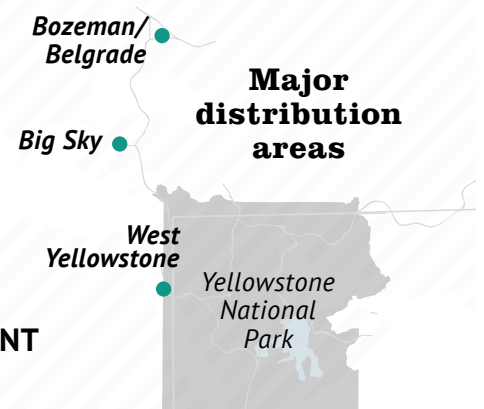 Bozeman/
Belgrade
Major
distribution
areas
Big Sky
West
Yellowstone
Yellowstone
National
Park
NT